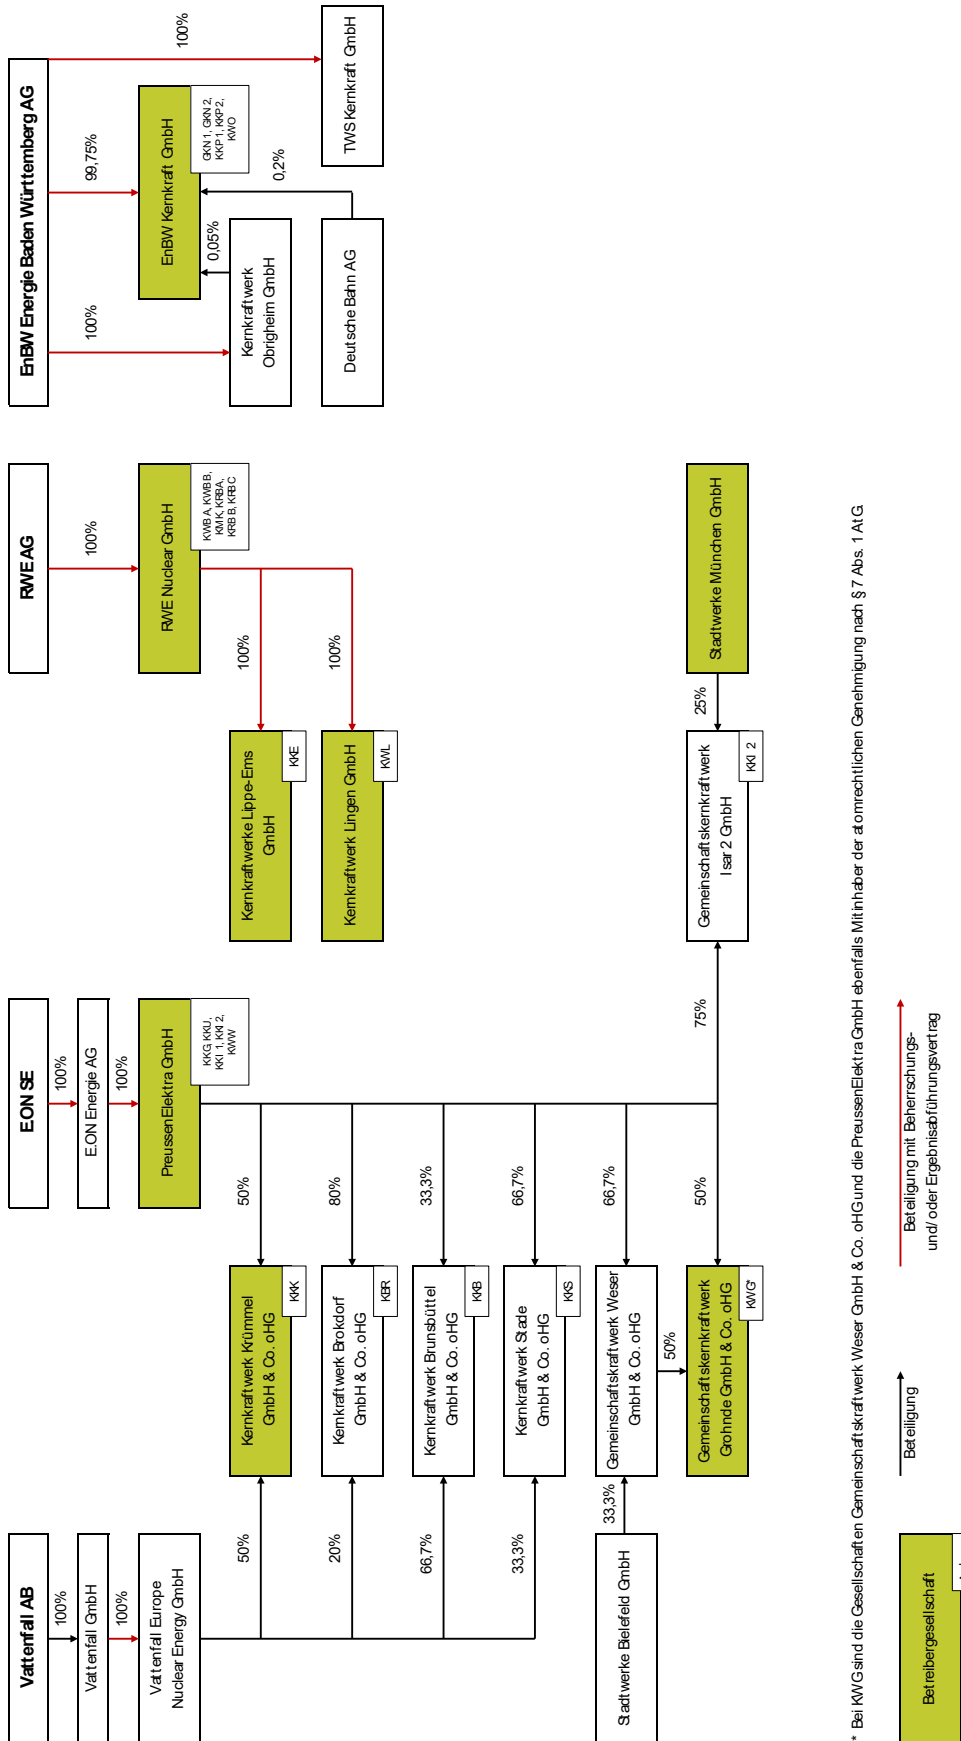 Vattenfall AB
100%
Vattenfall GmbH
100%
Vattenfall Europe
Nuclear Energy GmbH
50%
20%
66,7%
33,3%
Stadtwerke Bielefeld GmbH
33,3%
E.ON SE
100%
E.ON Energie AG
100%
PreussenElektra GmbH
KKG, KKU,
KKI 1, KKI 2,
KWW
50%
80%
33,3%
66,7%
66,7%
50%
75%
Kernkraftwerk Krümmel
GmbH & Co. oHG
KKK
Kernkraftwerk Brokdorf
GmbH & Co. oHG
KBR
Kernkraftwerk Brunsbüttel
GmbH & Co. oHG
KKB
Kernkraftwerk Stade
GmbH & Co. oHG
KKS
Gemeinschaftskraftwerk Weser
GmbH & Co. oHG
50%
Gemeinschaftskernkraftwerk
Grohnde GmbH & Co. oHG
KWG*
RWE AG
100%
RWE Nuclear GmbH
KWB A, KWB B,
KMK, KRB A,
KRB B, KRB C
100%
100%
Kernkraftwerke Lippe-Ems
GmbH
KKE
Kernkraftwerk Lingen GmbH
KWL
Gemeinschaftskernkraftwerk
Isar 2 GmbH
KKI 2
25%
Stadtwerke München GmbH
EnBW Energie Baden Württemberg AG
100%
99,75%
100%
EnBW Kernkraft GmbH
GKN 1, GKN 2,
KKP 1, KKP 2,
KWO
0,05%
0,2%
Kernkraftwerk
Obrigheim GmbH
Deutsche Bahn AG
TWS Kernkraft GmbH
* Bei KWG sind die Gesellschaften Gemeinschaftskraftwerk Weser GmbH & Co. oHG und die PreussenElektra GmbH ebenfalls Mitinhaber der atomrechtlichen Genehmigung nach § 7 Abs. 1 AtG.
Betreibergesellschaft
Beteiligung
Beteiligung mit Beherrschungs-
und/oder Ergebnisabführungsvertrag